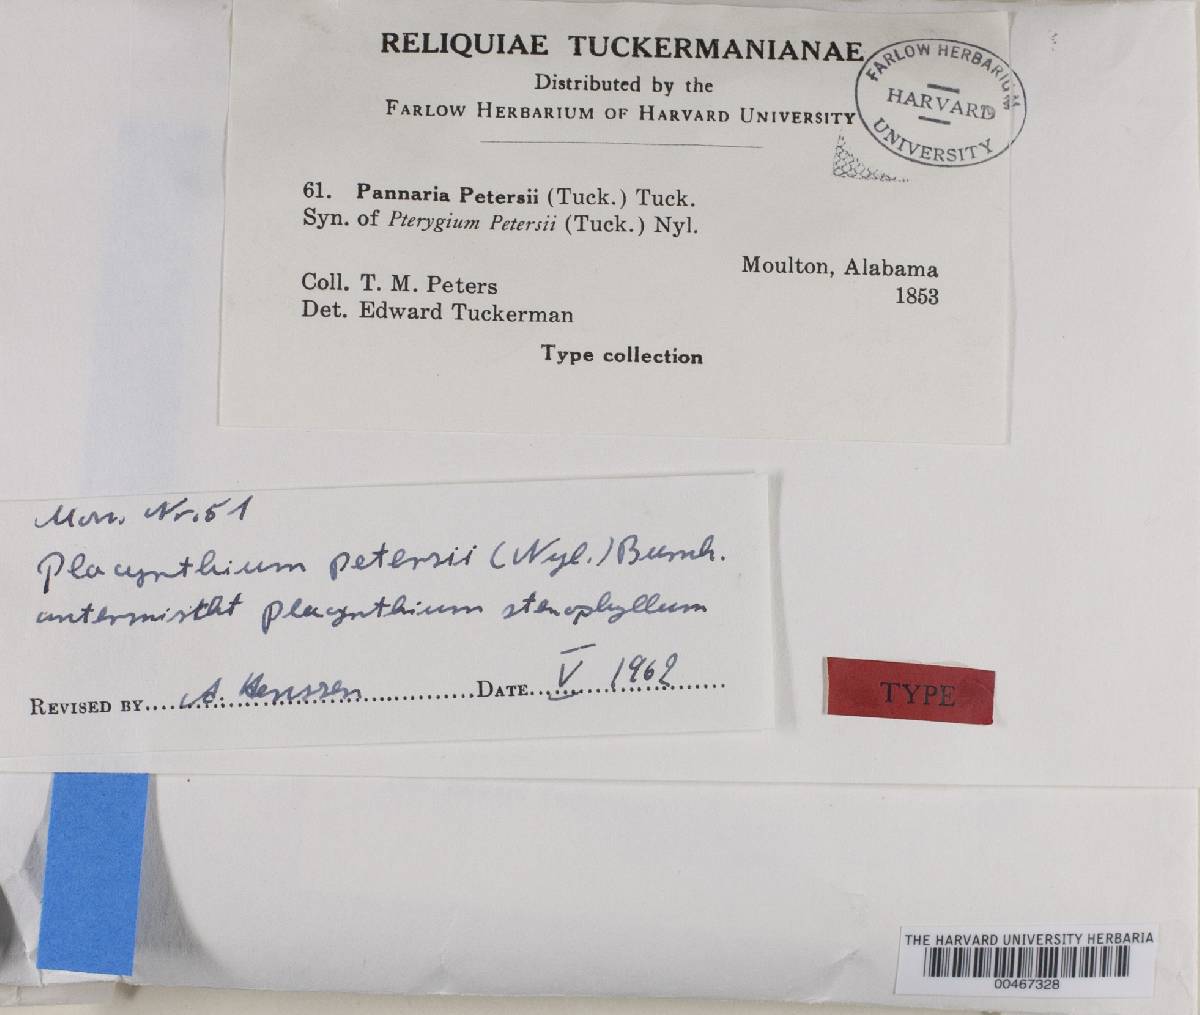 RELIQUIAE TUCKERMANIANAE
Distributed by the
FARLOW HERBARIUM OF HARVARD UNIVERSITY
FARLOW HERBARIUM
HARVARD
UNIVERSITY
61. Pannaria Petersii (Tuck.) Tuck.
Syn. of Pterygium Petersii (Tuck.) Nyl.
Moulton, Alabama
1853
Coll. T. M. Peters
Det. Edward Tuckerman
Type collection
Mon. Nr. 51
Placynthium petersii (Nyl.) Burnh.
untermischt placynthium stenophyllum
REVISED BY.... A. Henssen ............DATE.. V 1962
TYPE
THE HARVARD UNIVERSITY HERBARIA
00467328